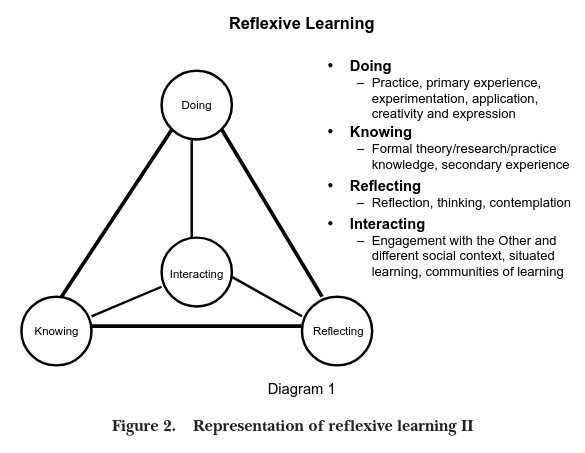 Reflexive Learning
Doing
Interacting
Knowing
Reflecting
• Doing
– Practice, primary experience,
experimentation, application,
creativity and expression
• Knowing
– Formal theory/research/practice
knowledge, secondary experience
• Reflecting
– Reflection, thinking, contemplation
• Interacting
– Engagement with the Other and
different social context, situated
learning, communities of learning
Diagram 1
Figure 2. Representation of reflexive learning II